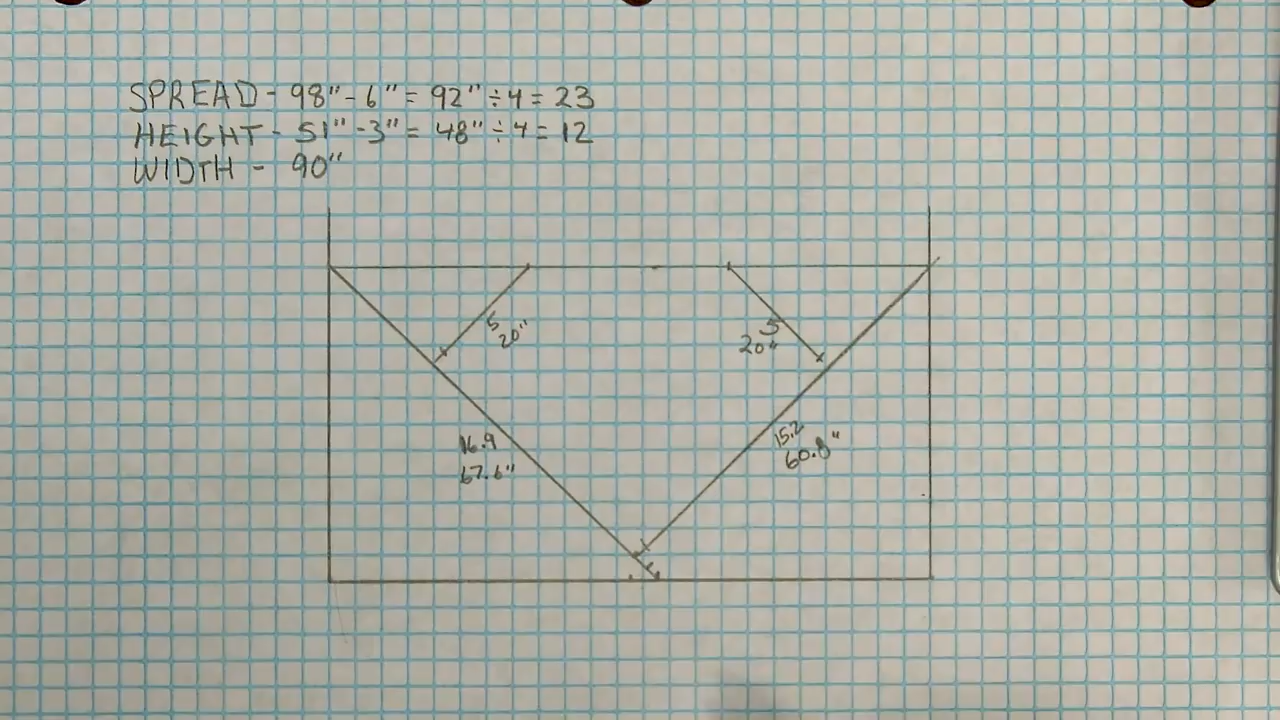 SPREAD - 98" - 6" = 92" ÷ 4 = 23
HEIGHT - 51" - 3" = 48" ÷ 4 = 12
WIDTH - 90"
5
20"
5
20"
16.9
67.6"
15.2
60.8"